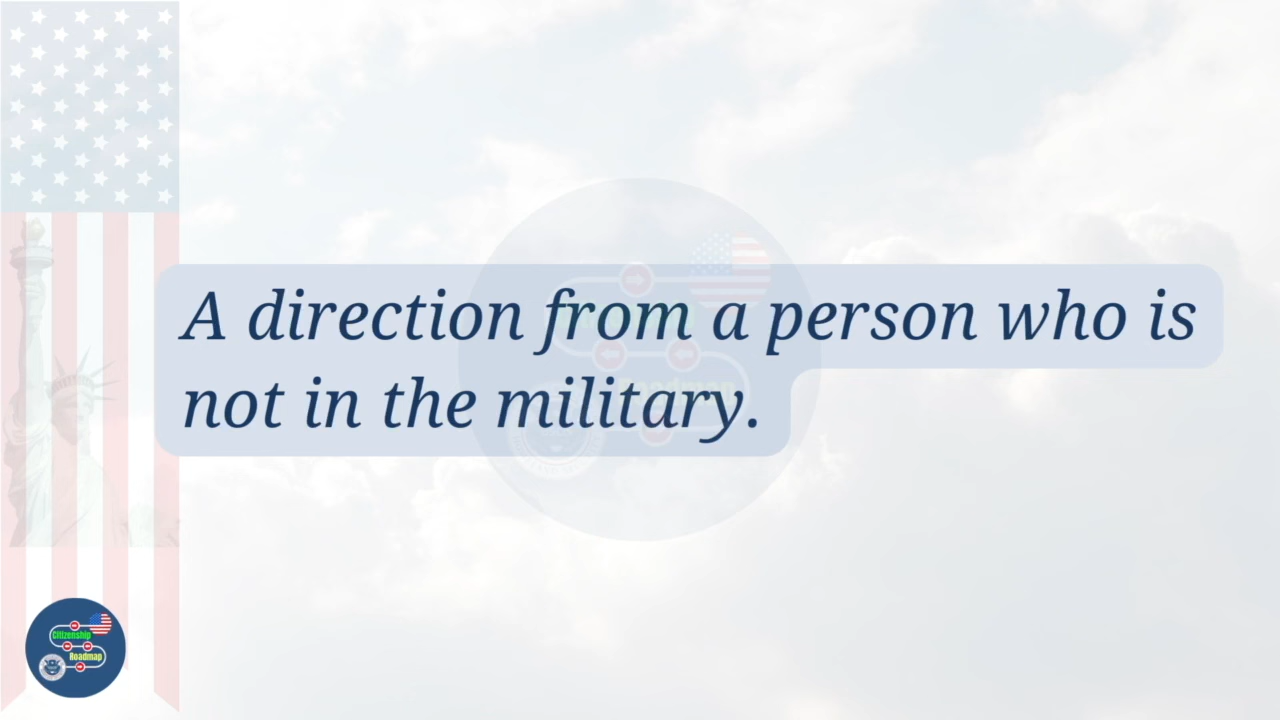 A direction from a person who is
not in the military.
Citizenship
Roadmap